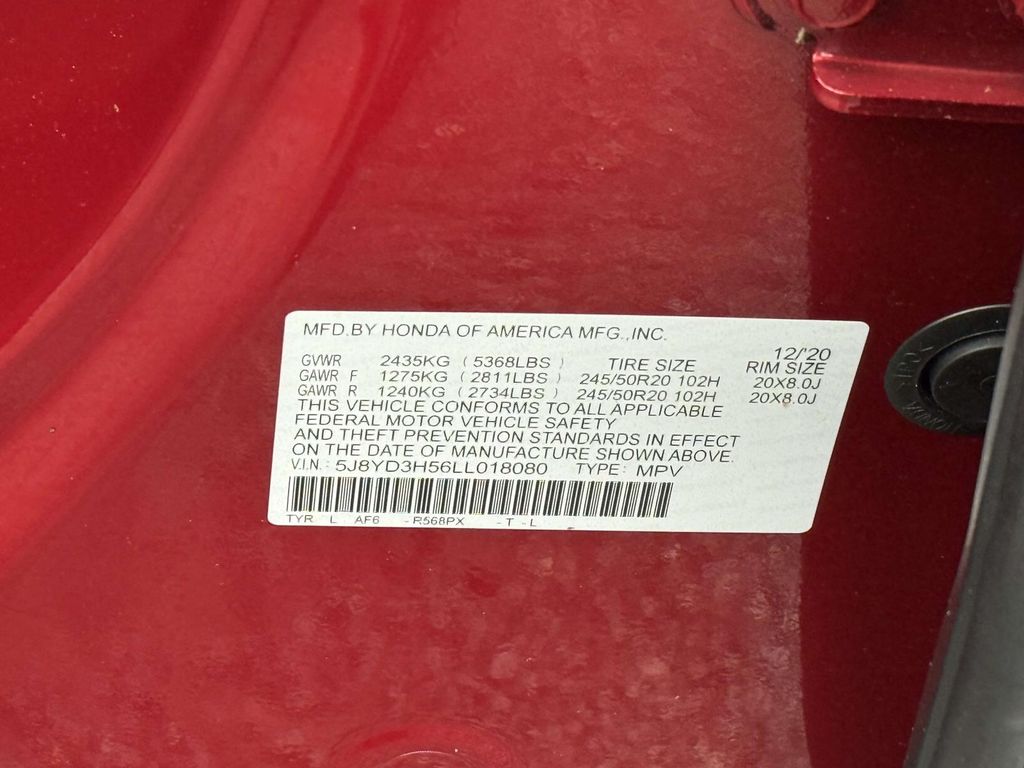 MFD.BY HONDA OF AMERICA MFG.,INC.
12/'20
GVWR 2435KG (5368LBS) TIRE SIZE RIM SIZE
GAWR F 1275KG (2811LBS) 245/50R20 102H 20X8.0J
GAWR R 1240KG (2734LBS) 245/50R20 102H 20X8.0J
THIS VEHICLE CONFORMS TO ALL APPLICABLE
FEDERAL MOTOR VEHICLE SAFETY
AND THEFT PREVENTION STANDARDS IN EFFECT
ON THE DATE OF MANUFACTURE SHOWN ABOVE.
V.I.N.: 5J8YD3H56LL018080 TYPE: MPV
TYR L AF6 -R568PX -T -L